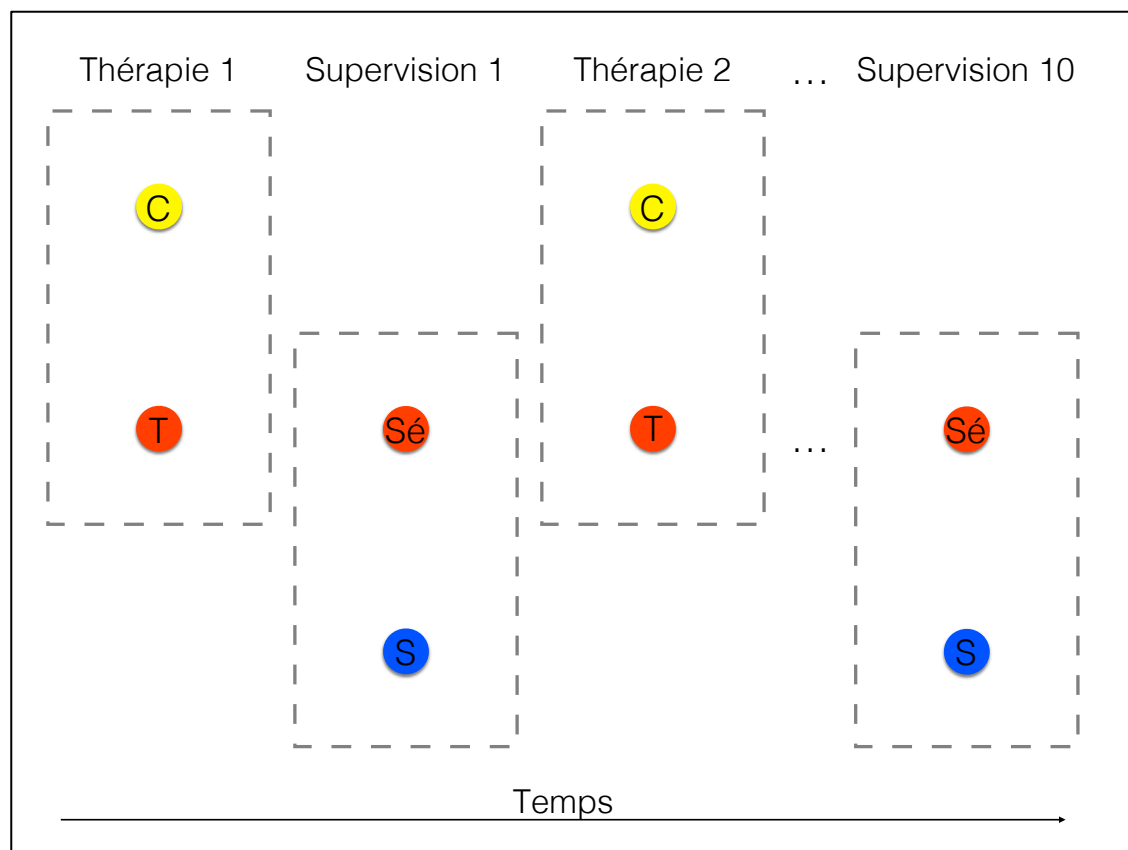 Thérapie 1 Supervision 1 Thérapie 2 ... Supervision 10
C C
T Sé T ... Sé
S S
Temps